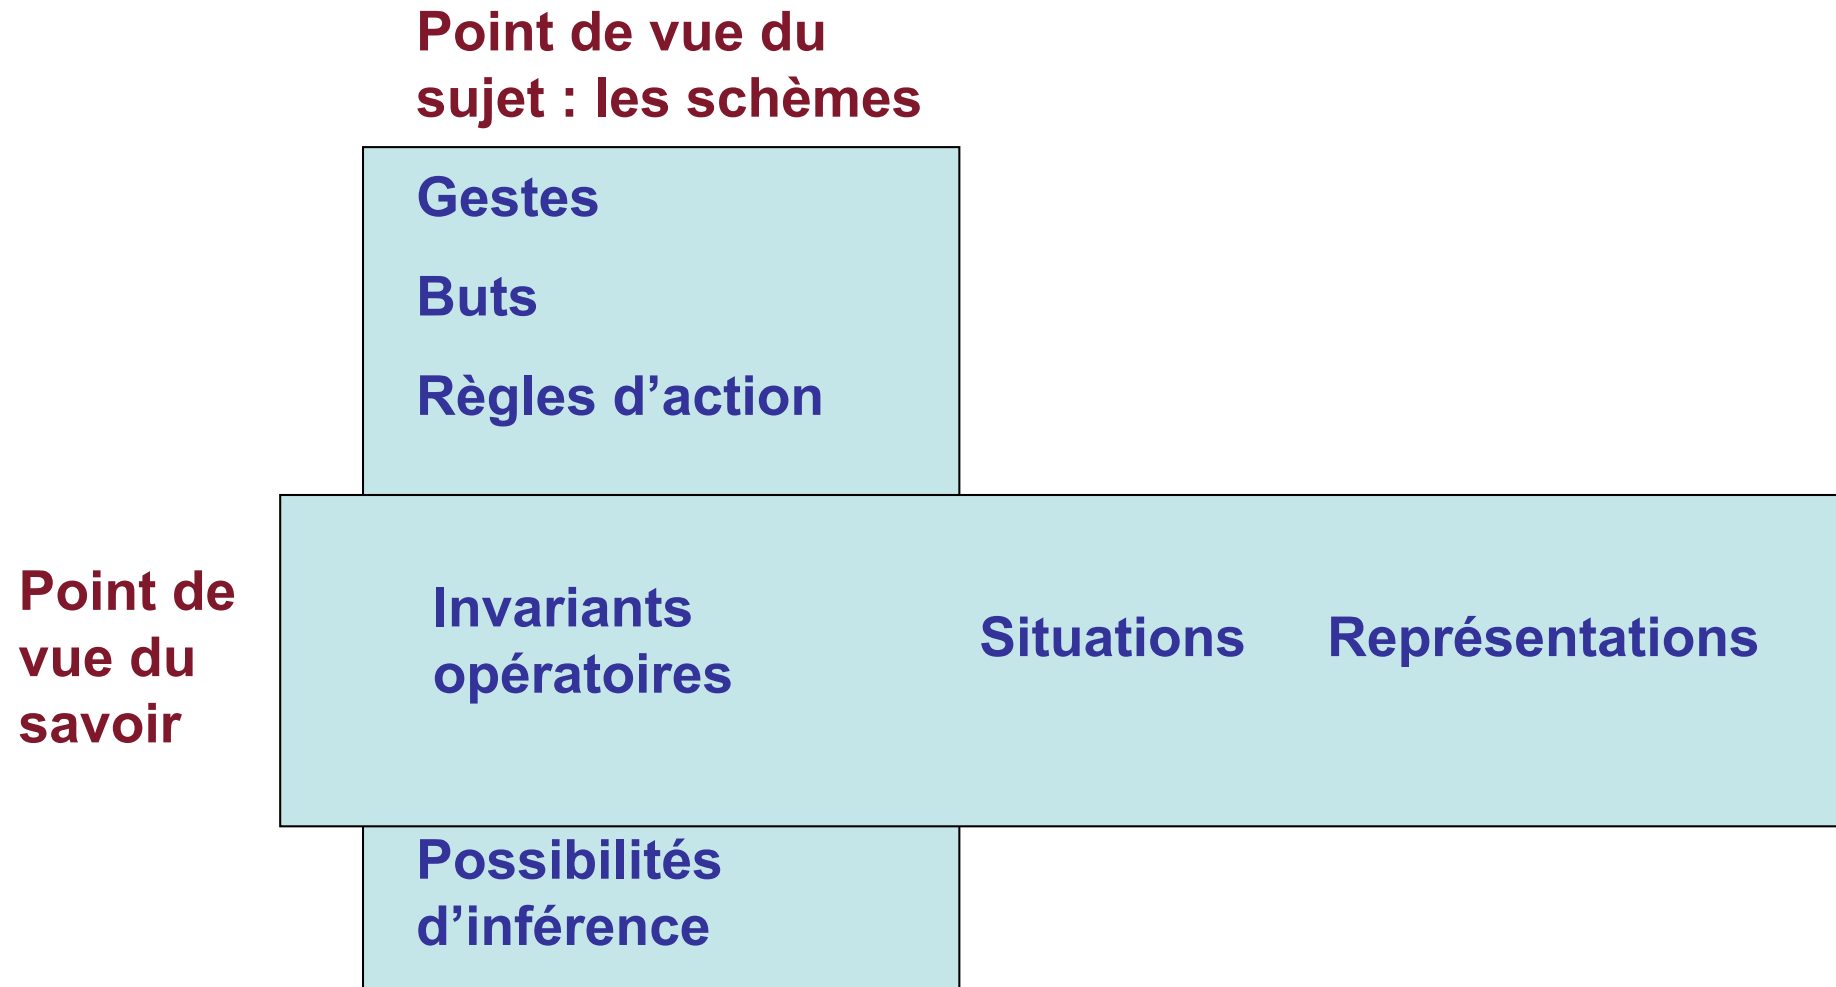 Point de vue du
sujet : les schèmes
Gestes
Buts
Règles d’action
Point de
vue du
savoir
Invariants
opératoires
Situations
Représentations
Possibilités
d’inférence